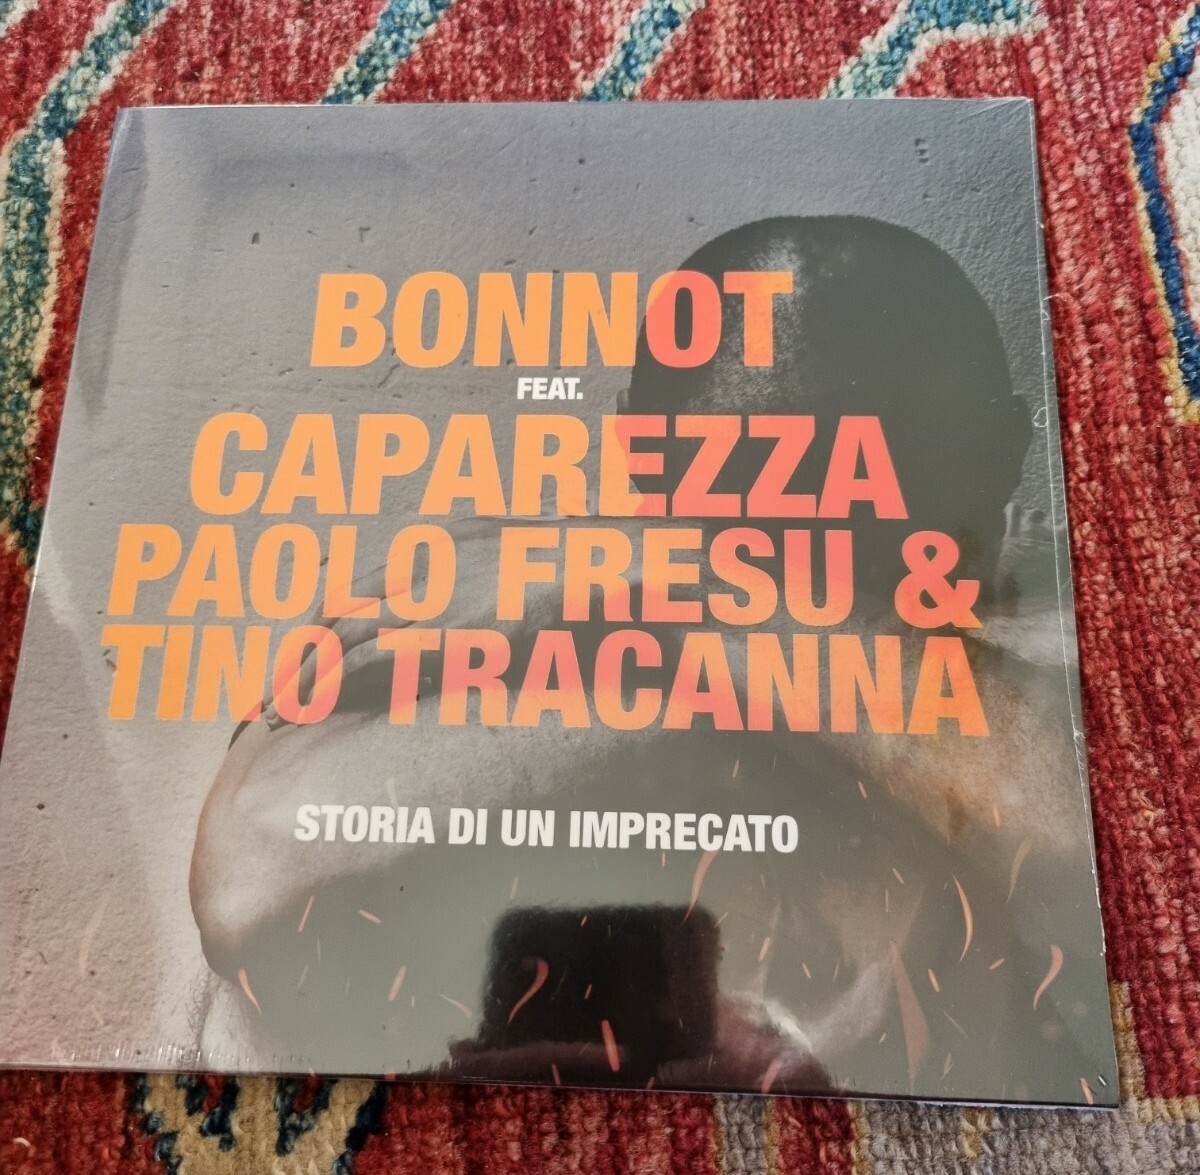 BONNOT
FEAT.
CAPAREZZA
PAOLO FRESU &
TINO TRACANNA
STORIA DI UN IMPRECATO